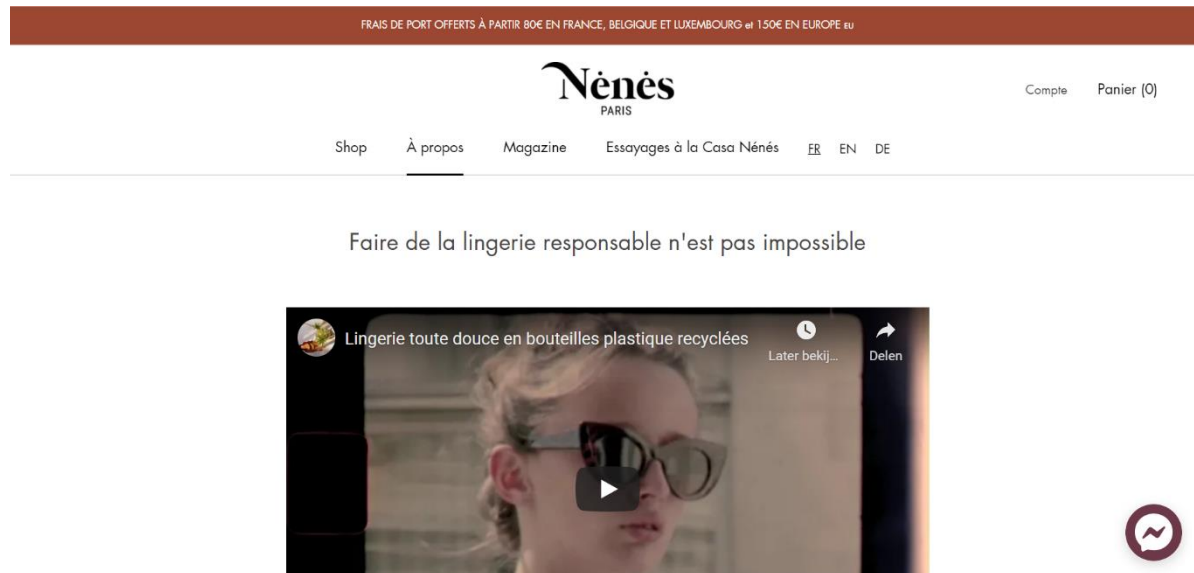 FRAIS DE PORT OFFERTS À PARTIR 80€ EN FRANCE, BELGIQUE ET LUXEMBOURG et 150€ EN EUROPE EU
Nénés
PARIS
Compte Panier (0)
Shop À propos Magazine Essayages à la Casa Nénés FR EN DE
Faire de la lingerie responsable n'est pas impossible
Lingerie toute douce en bouteilles plastique recyclées
Later bekij... Delen